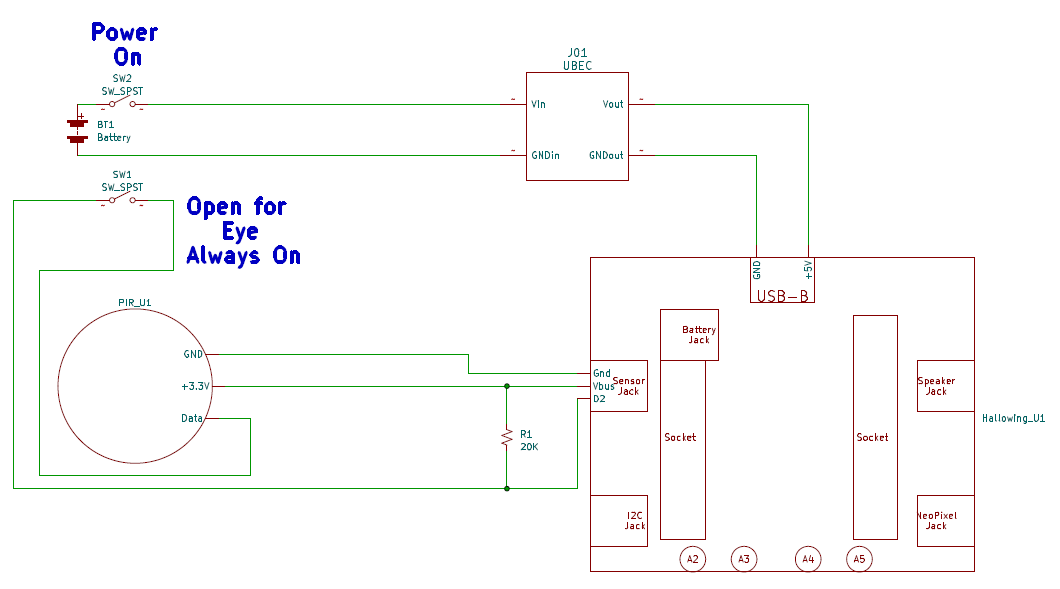 Power
On
SW2
SW_SPST
~
~
+
BT1
Battery
J01
UBEC
~
Vin
Vout
~
~
GNDin
GNDout
~
SW1
SW_SPST
~
~
Open for
Eye
Always On
PIR_U1
GND
+3.3V
Data
R1
20K
GND
+5V
USB-B
Battery
Jack
Gnd
Vbus
D2
Sensor
Jack
Speaker
Jack
Hallowing_U1
Socket
Socket
I2C
Jack
NeoPixel
Jack
A2
A3
A4
A5